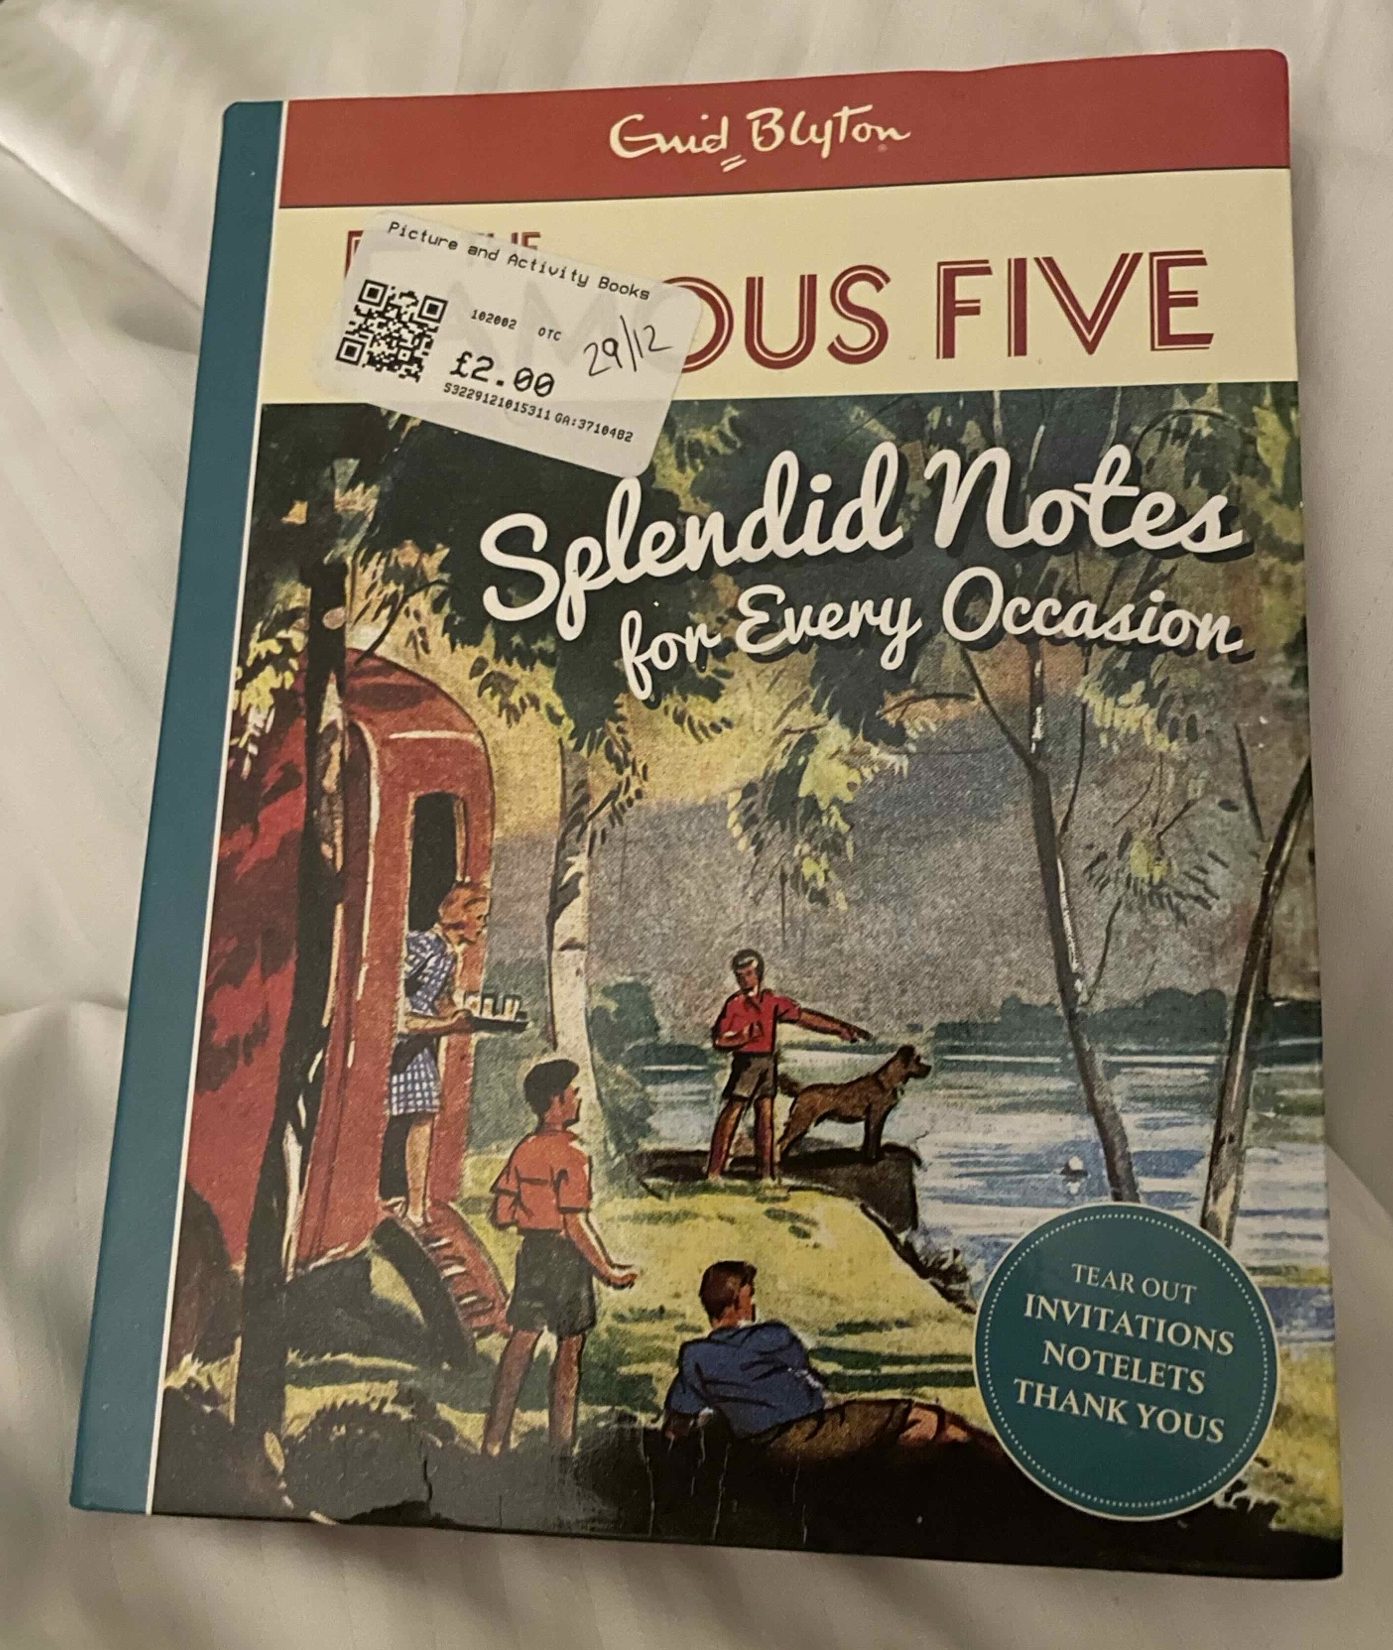 Enid Blyton
THE
OUS FIVE
Picture and Activity Books
102002 OTC
29/12
£2.00
S3229121015311 GA:3710482
Splendid Notes
for Every Occasion
TEAR OUT
INVITATIONS
NOTELETS
THANK YOUS